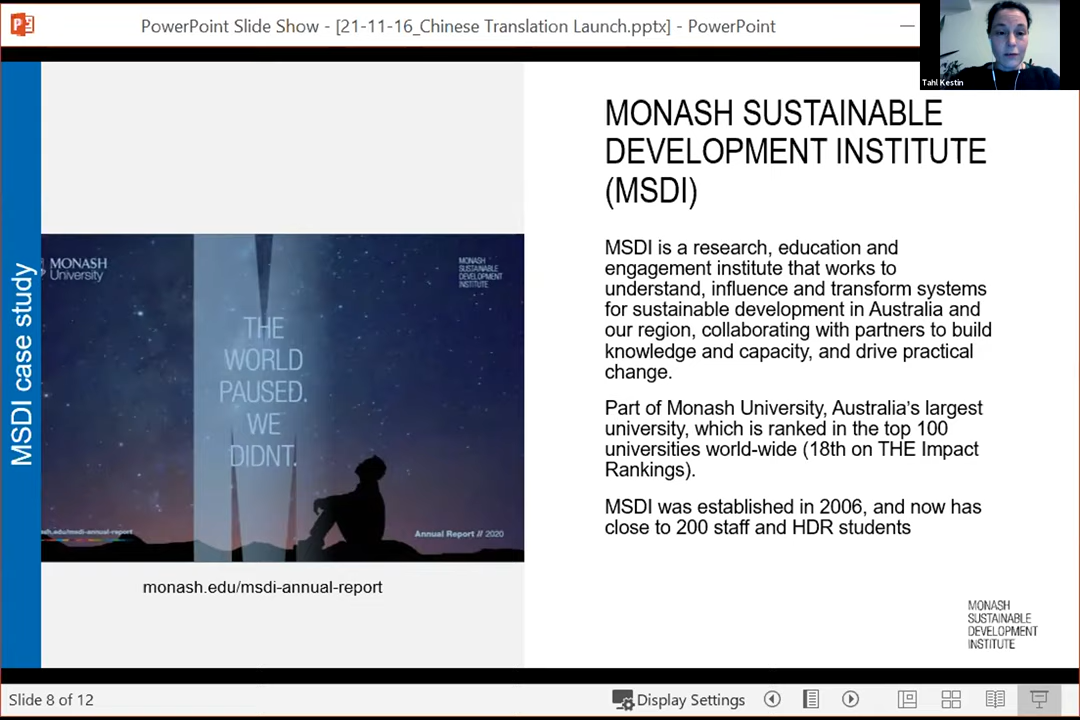 PowerPoint Slide Show - [21-11-16_Chinese Translation Launch.pptx] - PowerPoint
Tahl Kestin
MSDI case study
MONASH
University
MONASH
SUSTAINABLE
DEVELOPMENT
INSTITUTE
THE
WORLD
PAUSED.
WE
DIDNT.
Annual Report // 2020
monash.edu/msdi-annual-report
MONASH SUSTAINABLE
DEVELOPMENT INSTITUTE
(MSDI)
MSDI is a research, education and
engagement institute that works to
understand, influence and transform systems
for sustainable development in Australia and
our region, collaborating with partners to build
knowledge and capacity, and drive practical
change.
Part of Monash University, Australia's largest
university, which is ranked in the top 100
universities world-wide (18th on THE Impact
Rankings).
MSDI was established in 2006, and now has
close to 200 staff and HDR students
MONASH
SUSTAINABLE
DEVELOPMENT
INSTITUTE
Slide 8 of 12
Display Settings